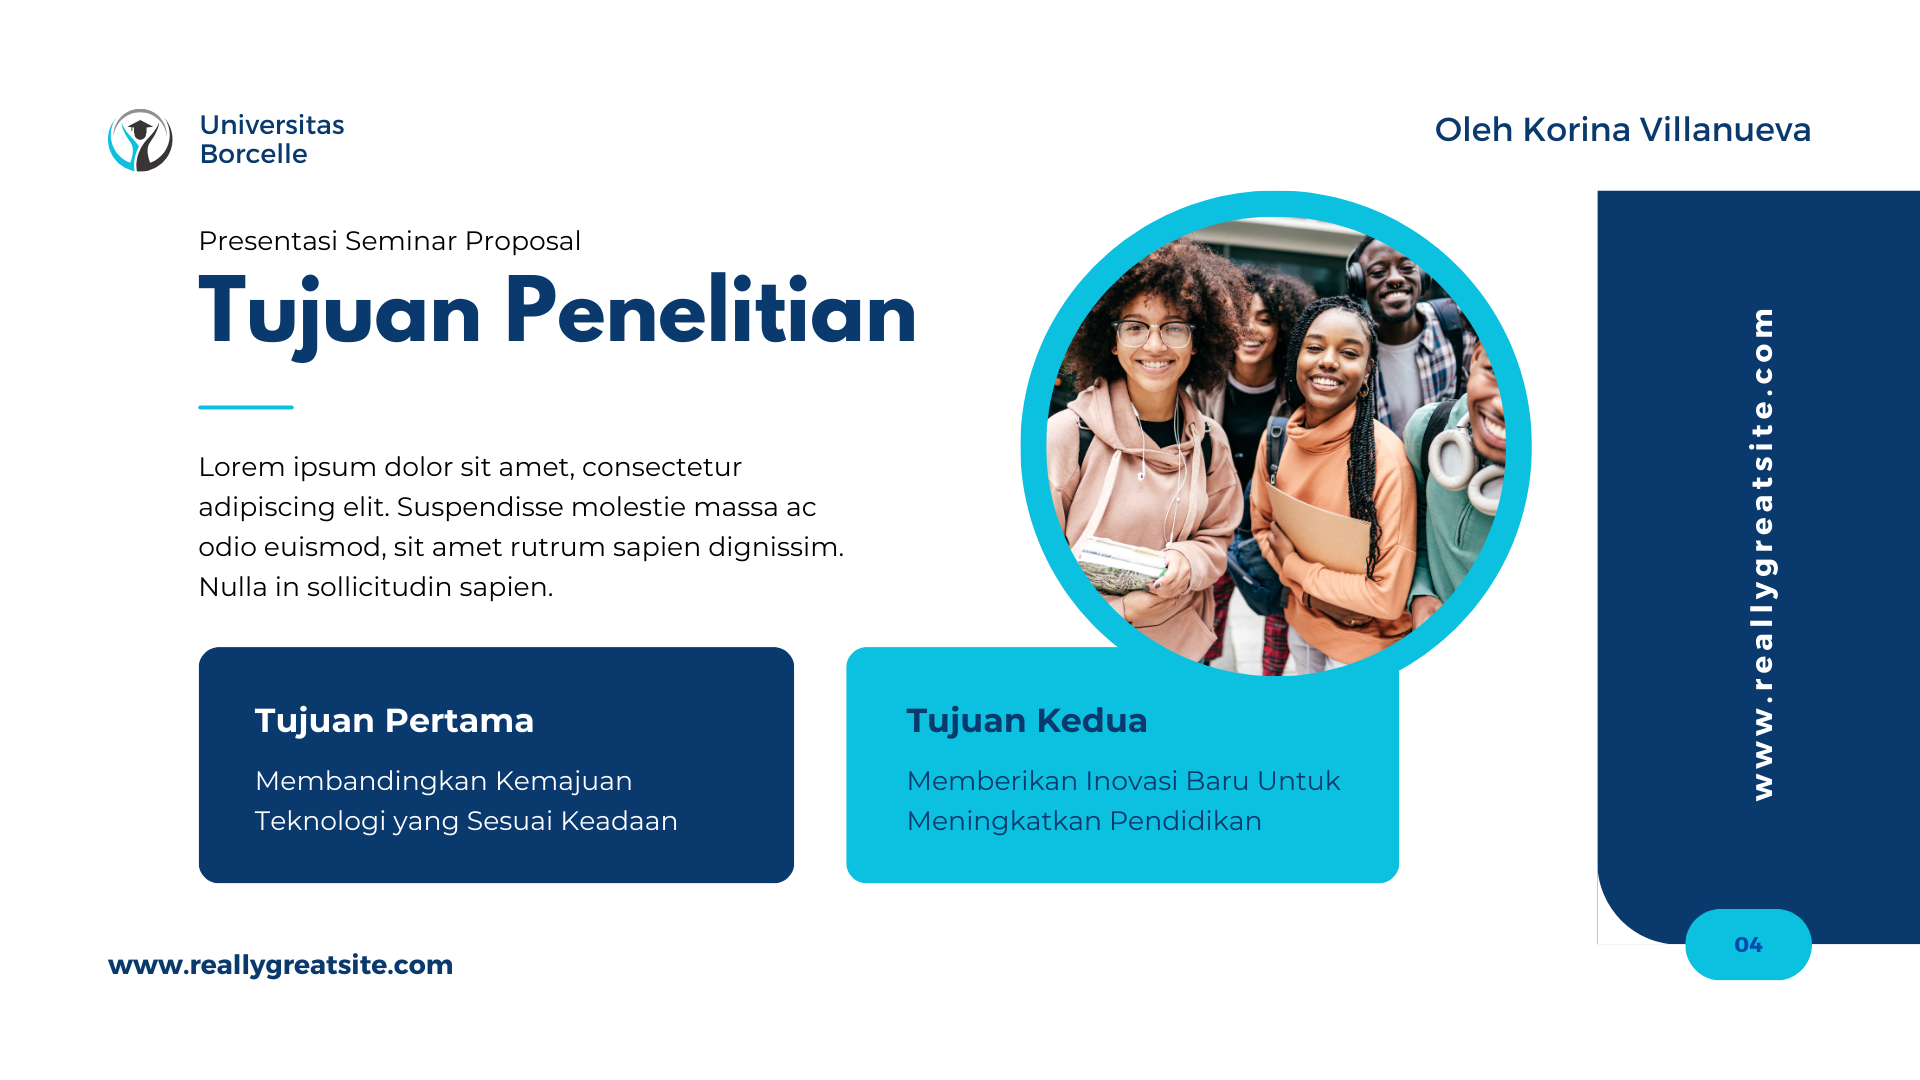 Universitas
Borcelle
Oleh Korina Villanueva
Presentasi Seminar Proposal
Tujuan Penelitian
Lorem ipsum dolor sit amet, consectetur
adipiscing elit. Suspendisse molestie massa ac
odio euismod, sit amet rutrum sapien dignissim.
Nulla in sollicitudin sapien.
Tujuan Pertama
Membandingkan Kemajuan
Teknologi yang Sesuai Keadaan
Tujuan Kedua
Memberikan Inovasi Baru Untuk
Meningkatkan Pendidikan
www.reallygreatsite.com
www.reallygreatsite.com
04